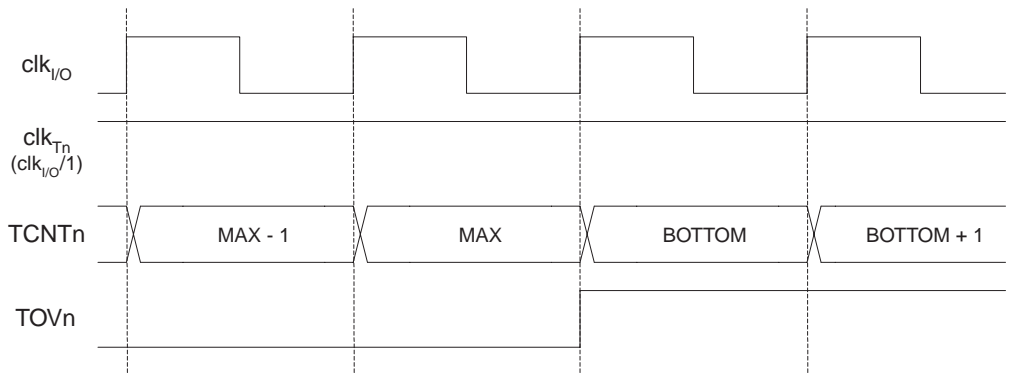 clkI/O
clkTn
(clkI/O/1)
TCNTn MAX - 1 MAX BOTTOM BOTTOM + 1
TOVn